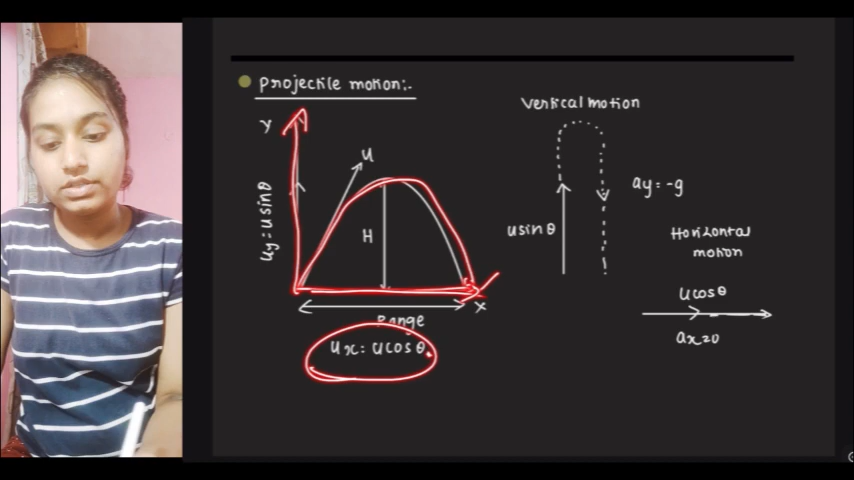 Projectile motion:-
Y
U
uy = usinθ
H
X
Range
ux = ucosθ
Vertical motion
ay = -g
usinθ
Horizontal
motion
ucosθ
ax=0